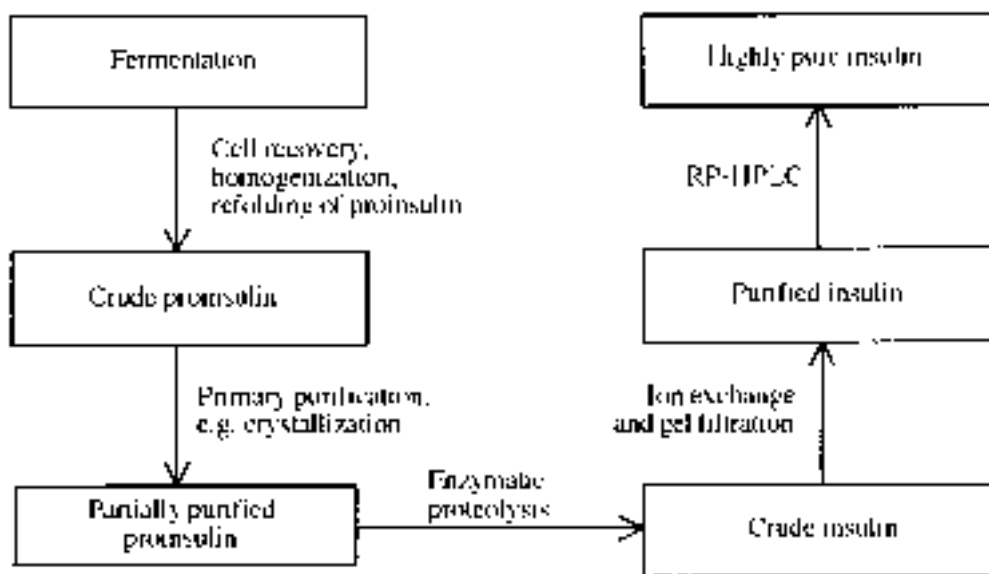 Fermentation
Cell recovery,
homogenization,
refolding of proinsulin
Crude proinsulin
Primary purification,
e.g. crystallization
Partially purified
proinsulin
Enzymatic
proteolysis
Crude insulin
Ion exchange
and gel filtration
Purified insulin
RP-HPLC
Highly pure insulin